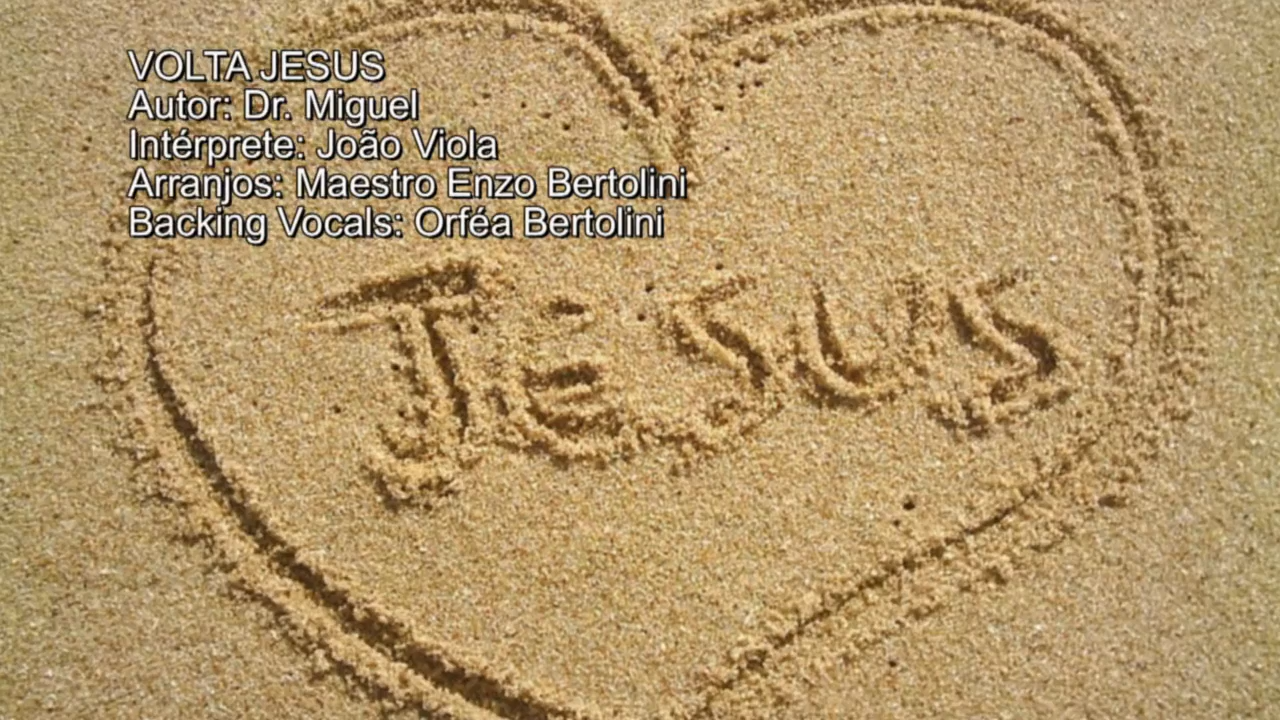 VOLTA JESUS
Autor: Dr. Miguel
Intérprete: João Viola
Arranjos: Maestro Enzo Bertolini
Backing Vocals: Orféa Bertolini
JESUS